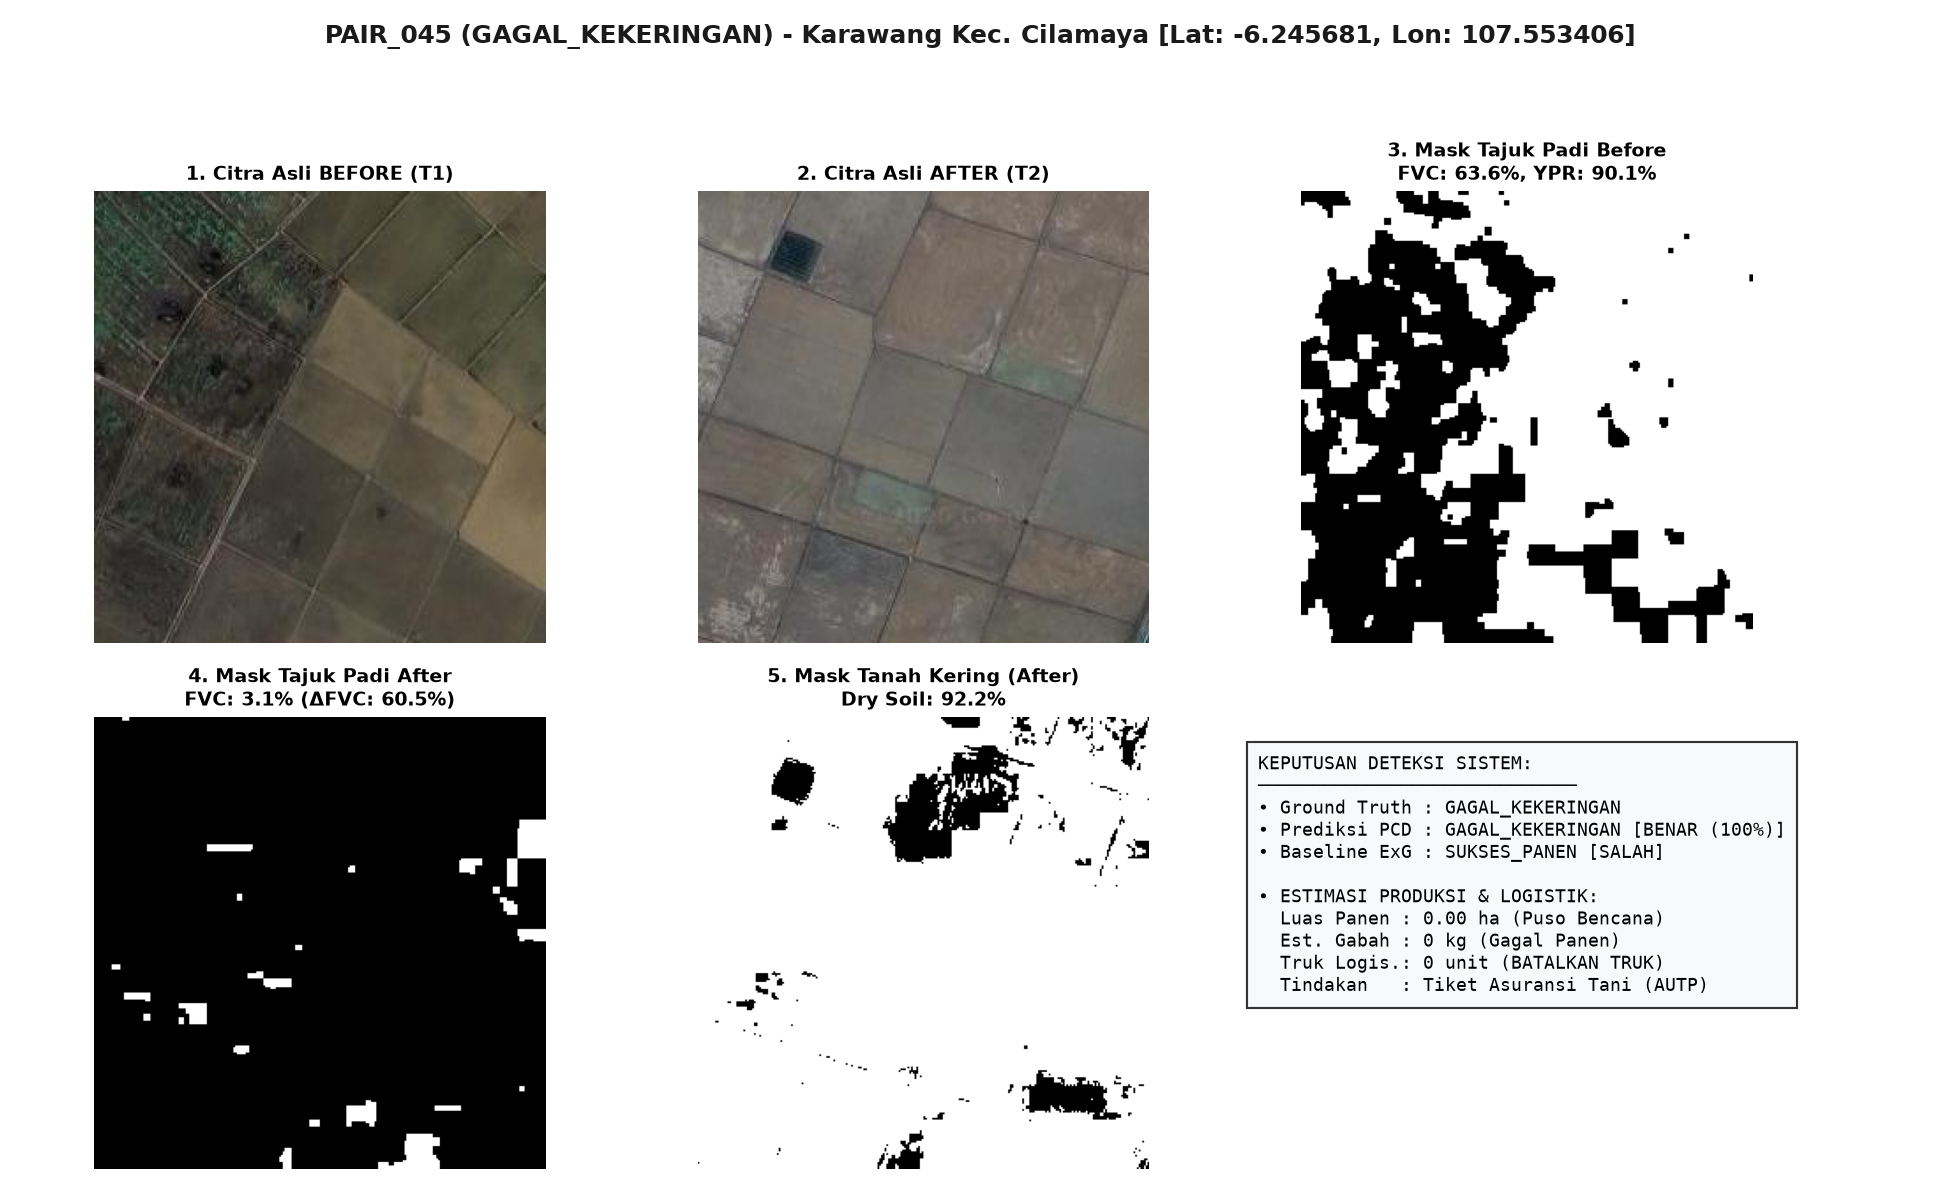 PAIR_045 (GAGAL_KEKERINGAN) - Karawang Kec. Cilamaya [Lat: -6.245681, Lon: 107.553406]
1. Citra Asli BEFORE (T1)
2. Citra Asli AFTER (T2)
3. Mask Tajuk Padi Before
FVC: 63.6%, YPR: 90.1%
4. Mask Tajuk Padi After
FVC: 3.1% (ΔFVC: 60.5%)
5. Mask Tanah Kering (After)
Dry Soil: 92.2%
KEPUTUSAN DETEKSI SISTEM:
• Ground Truth : GAGAL_KEKERINGAN
• Prediksi PCD : GAGAL_KEKERINGAN [BENAR (100%)]
• Baseline ExG : SUKSES_PANEN [SALAH]
• ESTIMASI PRODUKSI & LOGISTIK:
Luas Panen : 0.00 ha (Puso Bencana)
Est. Gabah : 0 kg (Gagal Panen)
Truk Logis.: 0 unit (BATALKAN TRUK)
Tindakan   : Tiket Asuransi Tani (AUTP)